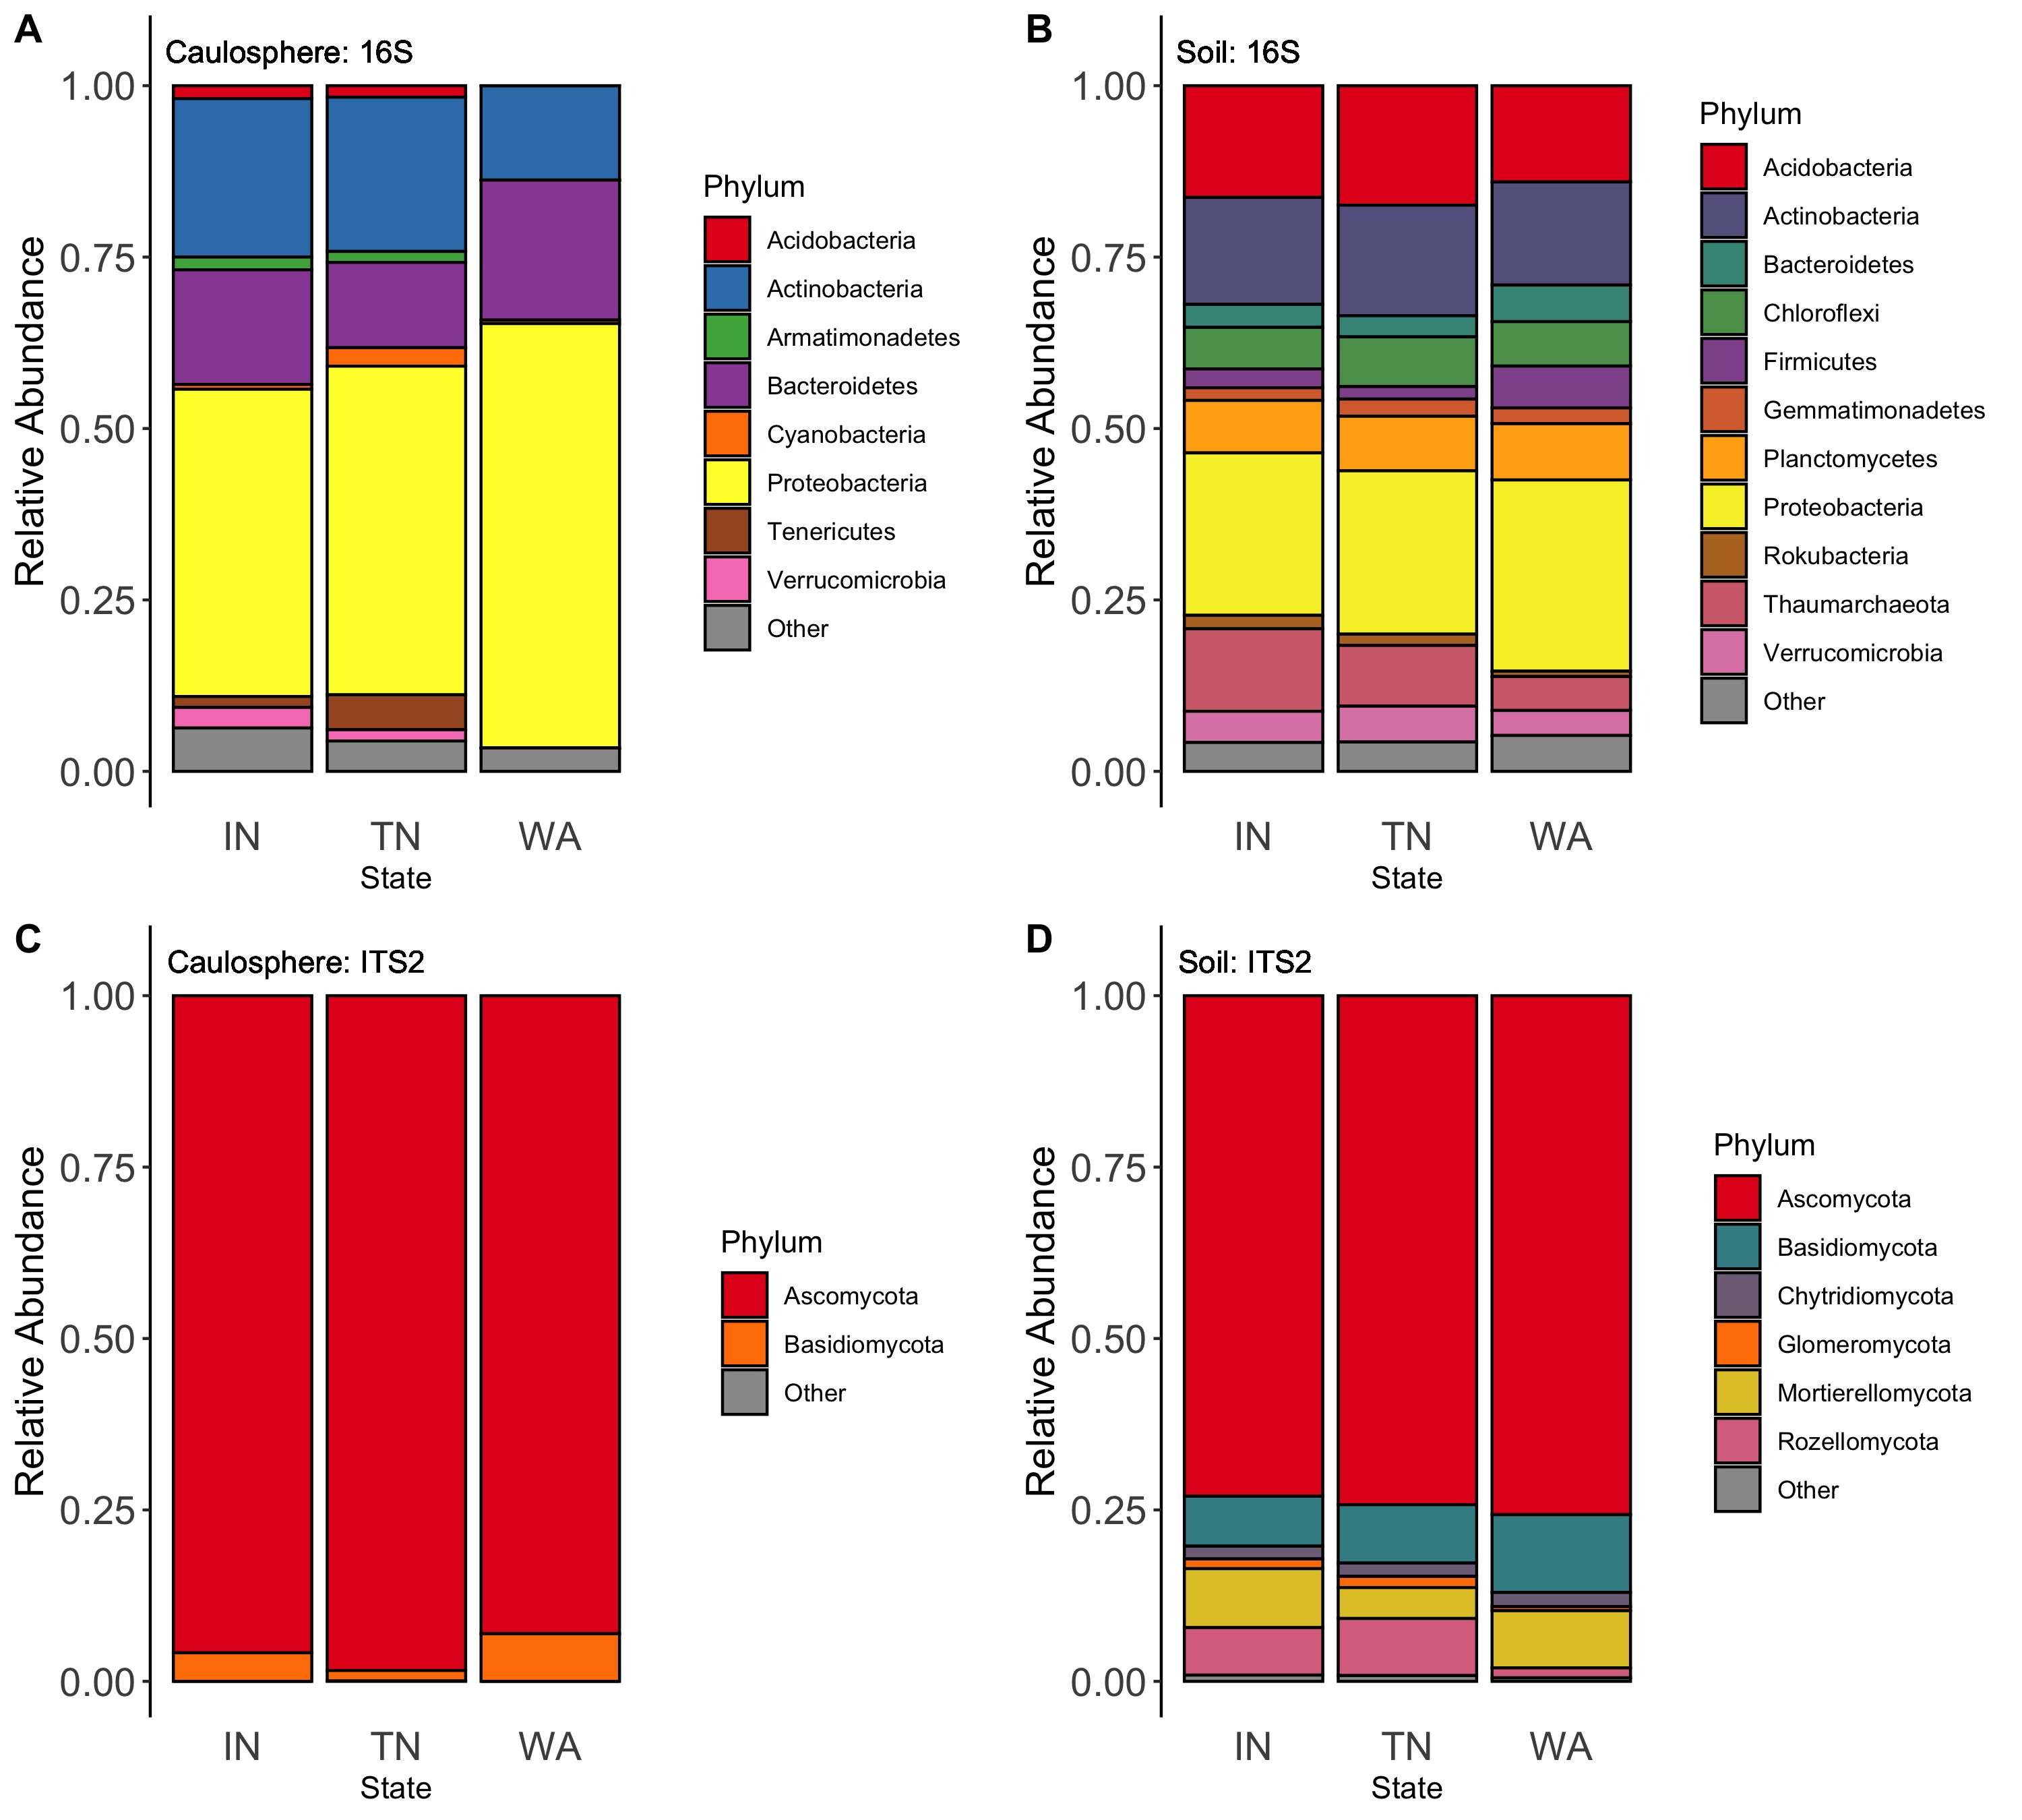 A
Caulosphere: 16S
Relative Abundance
1.00
0.75
0.50
0.25
0.00
IN
TN
WA
State
Phylum
Acidobacteria
Actinobacteria
Armatimonadetes
Bacteroidetes
Cyanobacteria
Proteobacteria
Tenericutes
Verrucomicrobia
Other
B
Soil: 16S
Relative Abundance
1.00
0.75
0.50
0.25
0.00
IN
TN
WA
State
Phylum
Acidobacteria
Actinobacteria
Bacteroidetes
Chloroflexi
Firmicutes
Gemmatimonadetes
Planctomycetes
Proteobacteria
Rokubacteria
Thaumarchaeota
Verrucomicrobia
Other
C
Caulosphere: ITS2
Relative Abundance
1.00
0.75
0.50
0.25
0.00
IN
TN
WA
State
Phylum
Ascomycota
Basidiomycota
Other
D
Soil: ITS2
Relative Abundance
1.00
0.75
0.50
0.25
0.00
IN
TN
WA
State
Phylum
Ascomycota
Basidiomycota
Chytridiomycota
Glomeromycota
Mortierellomycota
Rozellomycota
Other